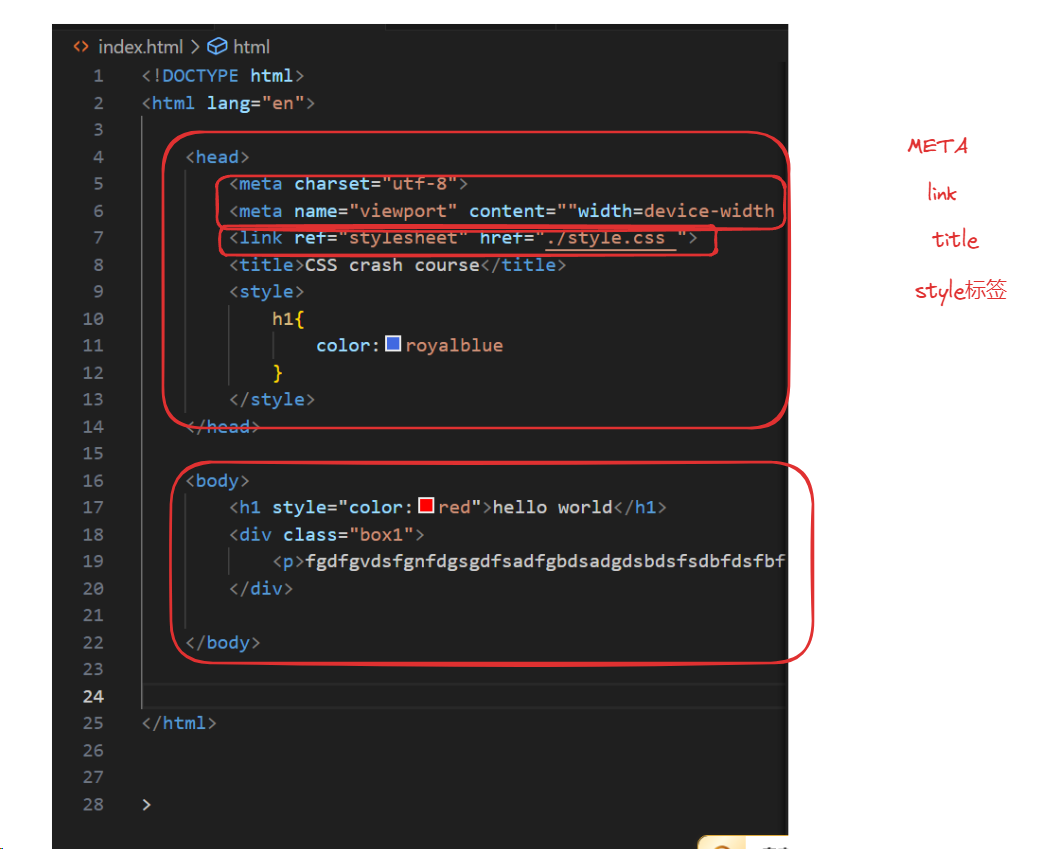 index.html > html
1 <!DOCTYPE html>
2 <html lang="en">
3
4 <head>
5 <meta charset="utf-8">
6 <meta name="viewport" content=""width=device-width
7 <link ref="stylesheet" href="./style.css ">
8 <title>CSS crash course</title>
9 <style>
10 h1{
11 color:royalblue
12 }
13 </style>
14 </head>
15
16 <body>
17 <h1 style="color:red">hello world</h1>
18 <div class="box1">
19 <p>fgdfgvdsfgnfdgsgdfsadfgbdsadgdsbdsfsdbfdsfbf
20 </div>
21
22 </body>
23
24
25 </html>
26
27
28 >
META
link
title
style标签